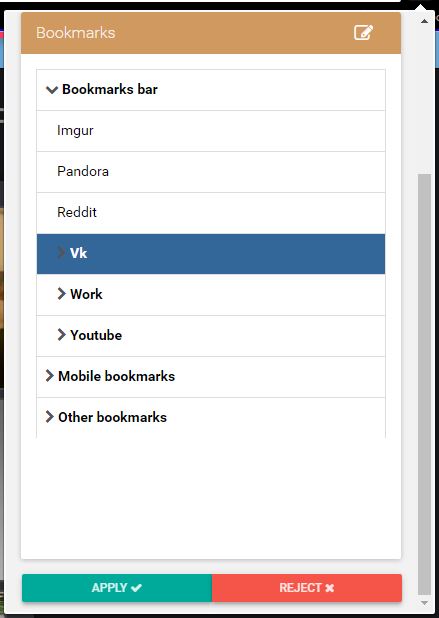 Bookmarks
Bookmarks bar
Imgur
Pandora
Reddit
Vk
Work
Youtube
Mobile bookmarks
Other bookmarks
APPLY
REJECT